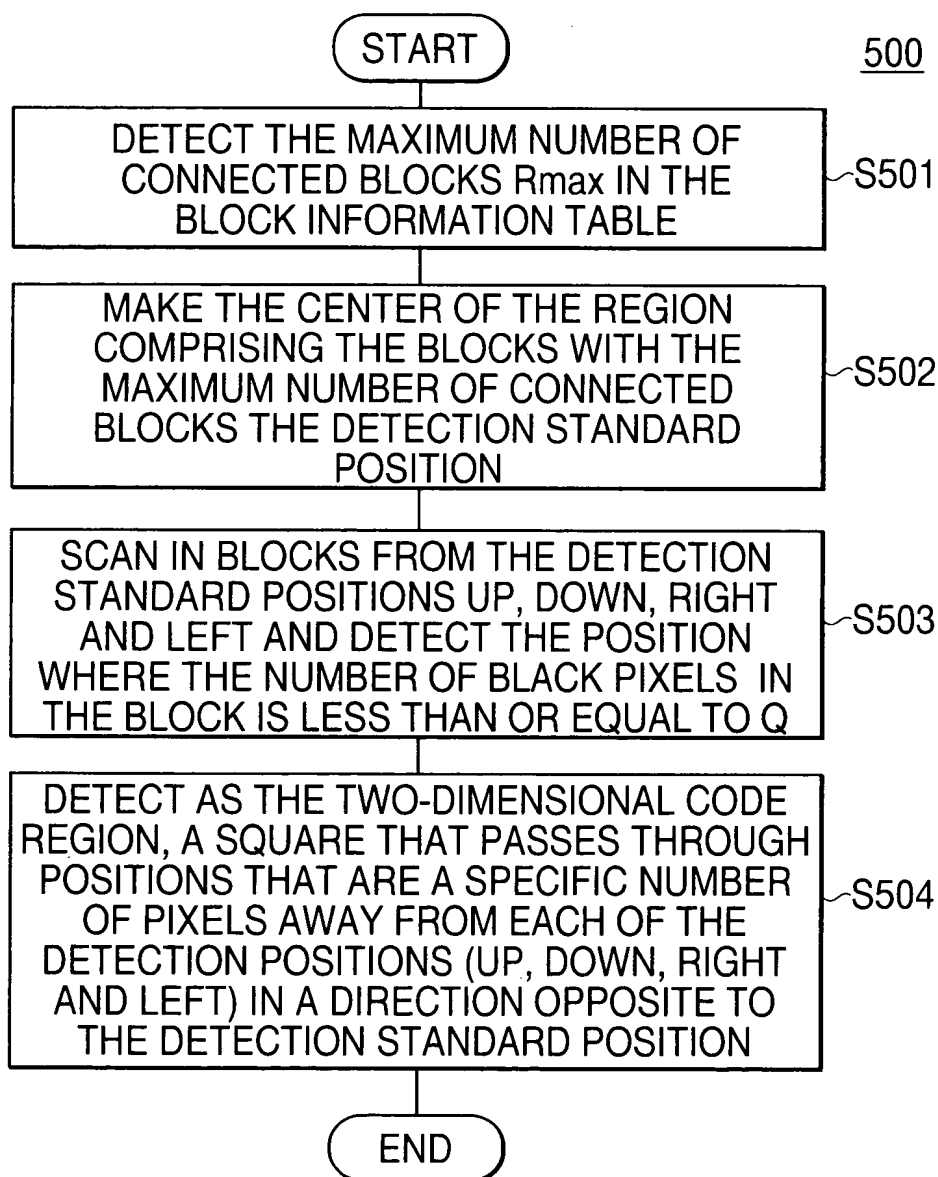 START
500
DETECT THE MAXIMUM NUMBER OF
CONNECTED BLOCKS Rmax IN THE
BLOCK INFORMATION TABLE
S501
MAKE THE CENTER OF THE REGION
COMPRISING THE BLOCKS WITH THE
MAXIMUM NUMBER OF CONNECTED
BLOCKS THE DETECTION STANDARD
POSITION
S502
SCAN IN BLOCKS FROM THE DETECTION
STANDARD POSITIONS UP, DOWN, RIGHT
AND LEFT AND DETECT THE POSITION
WHERE THE NUMBER OF BLACK PIXELS IN
THE BLOCK IS LESS THAN OR EQUAL TO Q
S503
DETECT AS THE TWO-DIMENSIONAL CODE
REGION, A SQUARE THAT PASSES THROUGH
POSITIONS THAT ARE A SPECIFIC NUMBER
OF PIXELS AWAY FROM EACH OF THE
DETECTION POSITIONS (UP, DOWN, RIGHT
AND LEFT) IN A DIRECTION OPPOSITE TO
THE DETECTION STANDARD POSITION
S504
END